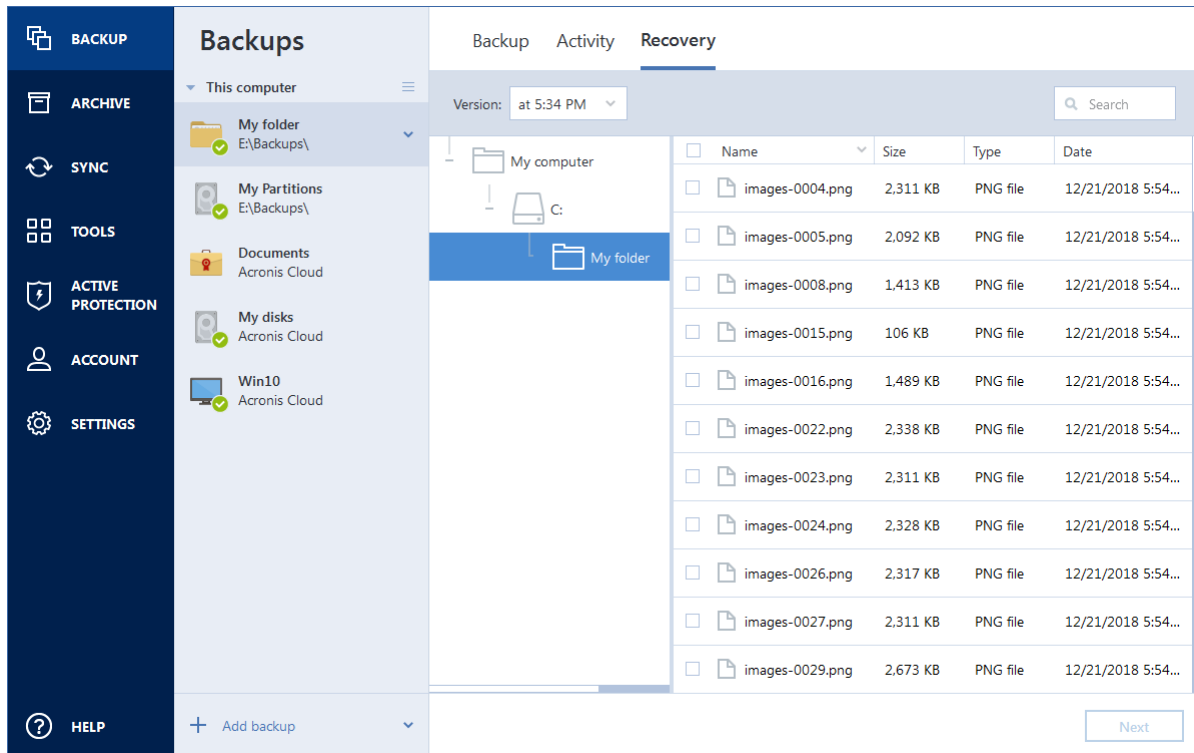 BACKUP
ARCHIVE
SYNC
TOOLS
ACTIVE
PROTECTION
ACCOUNT
SETTINGS
HELP
Backups
This computer
My folder
E:\Backups\
My Partitions
E:\Backups\
Documents
Acronis Cloud
My disks
Acronis Cloud
Win10
Acronis Cloud
Add backup
Backup Activity Recovery
Version: at 5:34 PM Search
My computer
C:
My folder
Name Size Type Date
images-0004.png 2,311 KB PNG file 12/21/2018 5:54...
images-0005.png 2,092 KB PNG file 12/21/2018 5:54...
images-0008.png 1,413 KB PNG file 12/21/2018 5:54...
images-0015.png 106 KB PNG file 12/21/2018 5:54...
images-0016.png 1,489 KB PNG file 12/21/2018 5:54...
images-0022.png 2,338 KB PNG file 12/21/2018 5:54...
images-0023.png 2,311 KB PNG file 12/21/2018 5:54...
images-0024.png 2,328 KB PNG file 12/21/2018 5:54...
images-0026.png 2,317 KB PNG file 12/21/2018 5:54...
images-0027.png 2,311 KB PNG file 12/21/2018 5:54...
images-0029.png 2,673 KB PNG file 12/21/2018 5:54...
Next